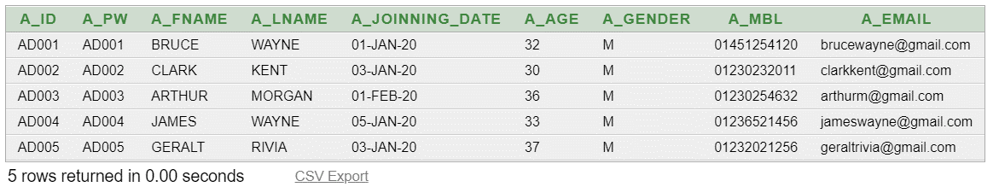 A_ID A_PW A_FNAME A_LNAME A_JOINNING_DATE A_AGE A_GENDER A_MBL A_EMAIL
AD001 AD001 BRUCE WAYNE 01-JAN-20 32 M 01451254120 brucewayne@gmail.com
AD002 AD002 CLARK KENT 03-JAN-20 30 M 01230232011 clarkkent@gmail.com
AD003 AD003 ARTHUR MORGAN 01-FEB-20 36 M 01230254632 arthurm@gmail.com
AD004 AD004 JAMES WAYNE 05-JAN-20 33 M 01236521456 jameswayne@gmail.com
AD005 AD005 GERALT RIVIA 03-JAN-20 37 M 01232021256 geraltrivia@gmail.com
5 rows returned in 0.00 seconds CSV Export